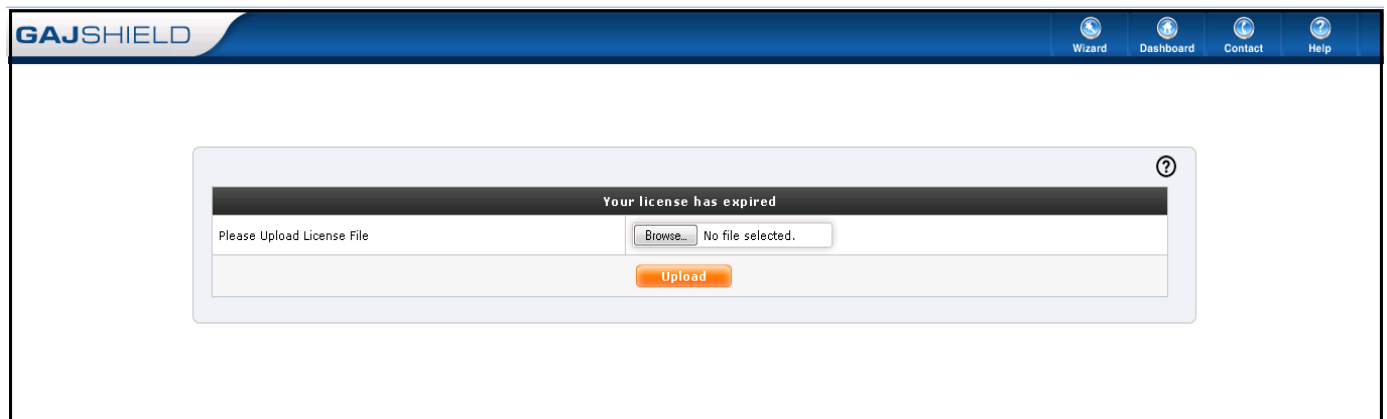 GAJSHIELD
Wizard Dashboard Contact Help
Your license has expired
Please Upload License File Browse... No file selected.
Upload